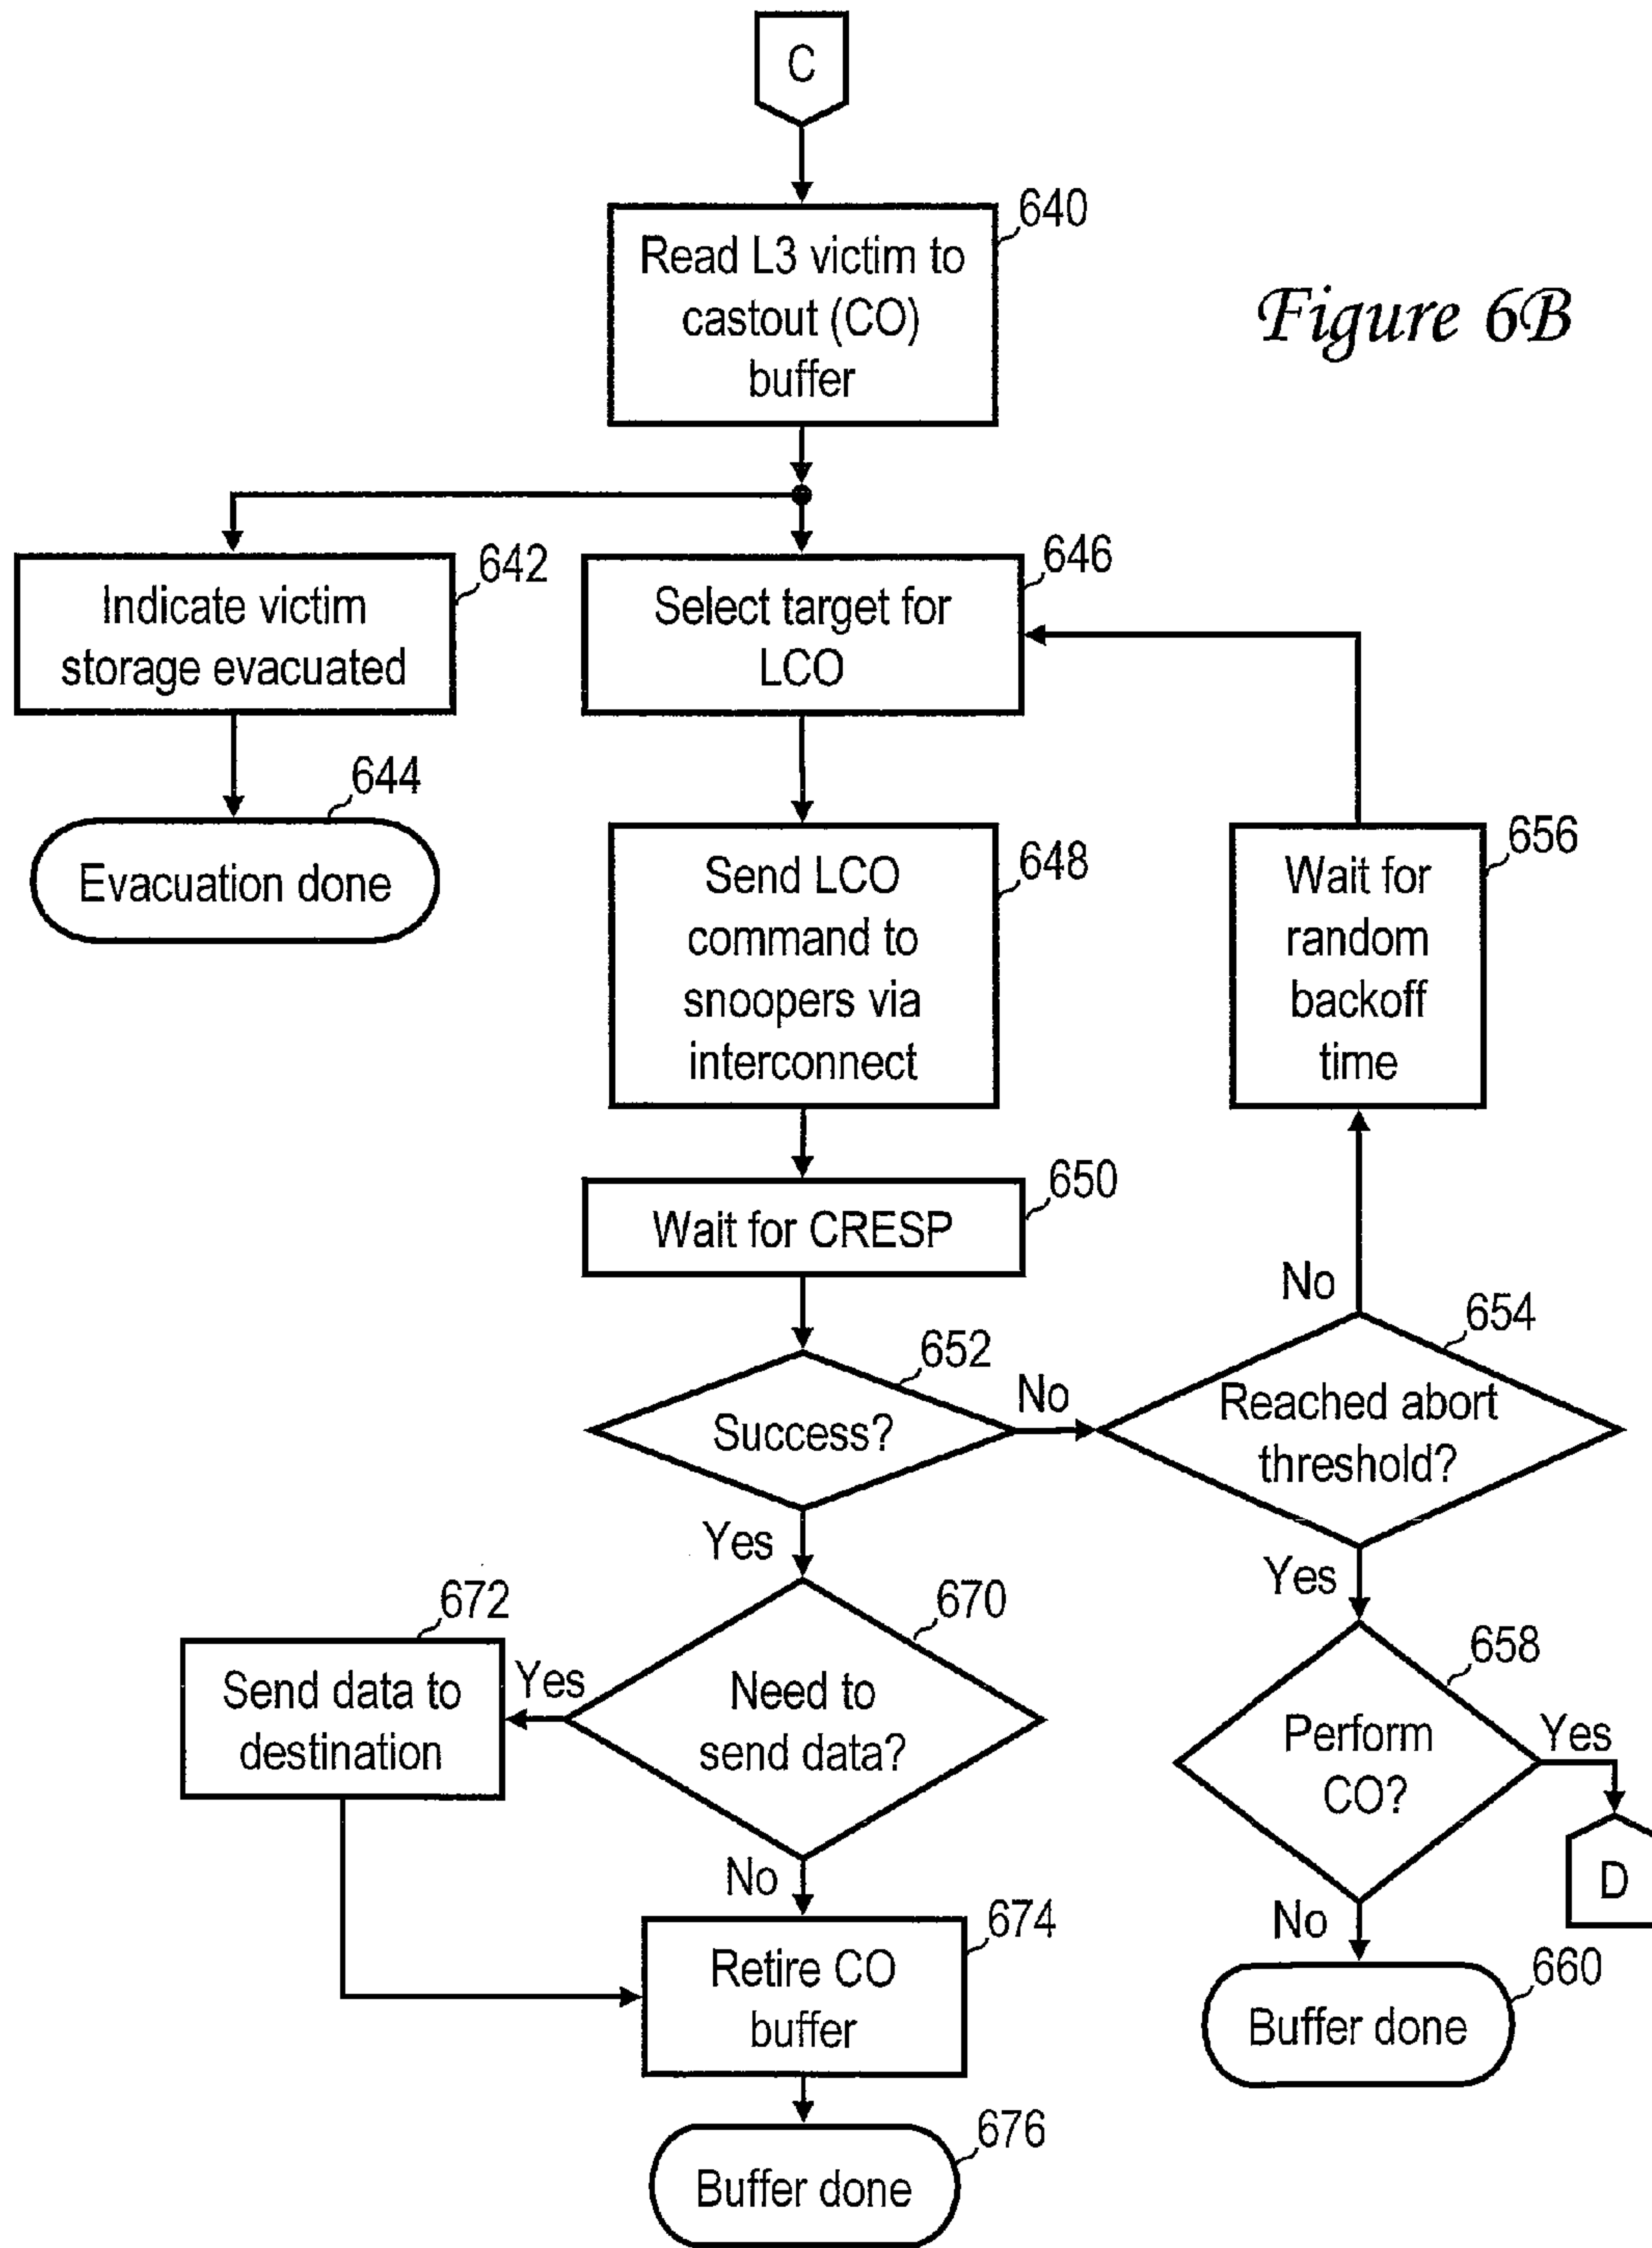 C
640
Read L3 victim to
castout (CO)
buffer
Figure 6B
642
Indicate victim
storage evacuated
646
Select target for
LCO
644
Evacuation done
648
Send LCO
command to
snoopers via
interconnect
656
Wait for
random
backoff
time
650
Wait for CRESP
No
654
652
Success?
No
Reached abort
threshold?
Yes
Yes
672
Send data to
destination
Yes
670
Need to
send data?
658
Perform
CO?
Yes
D
No
No
674
Retire CO
buffer
660
Buffer done
676
Buffer done